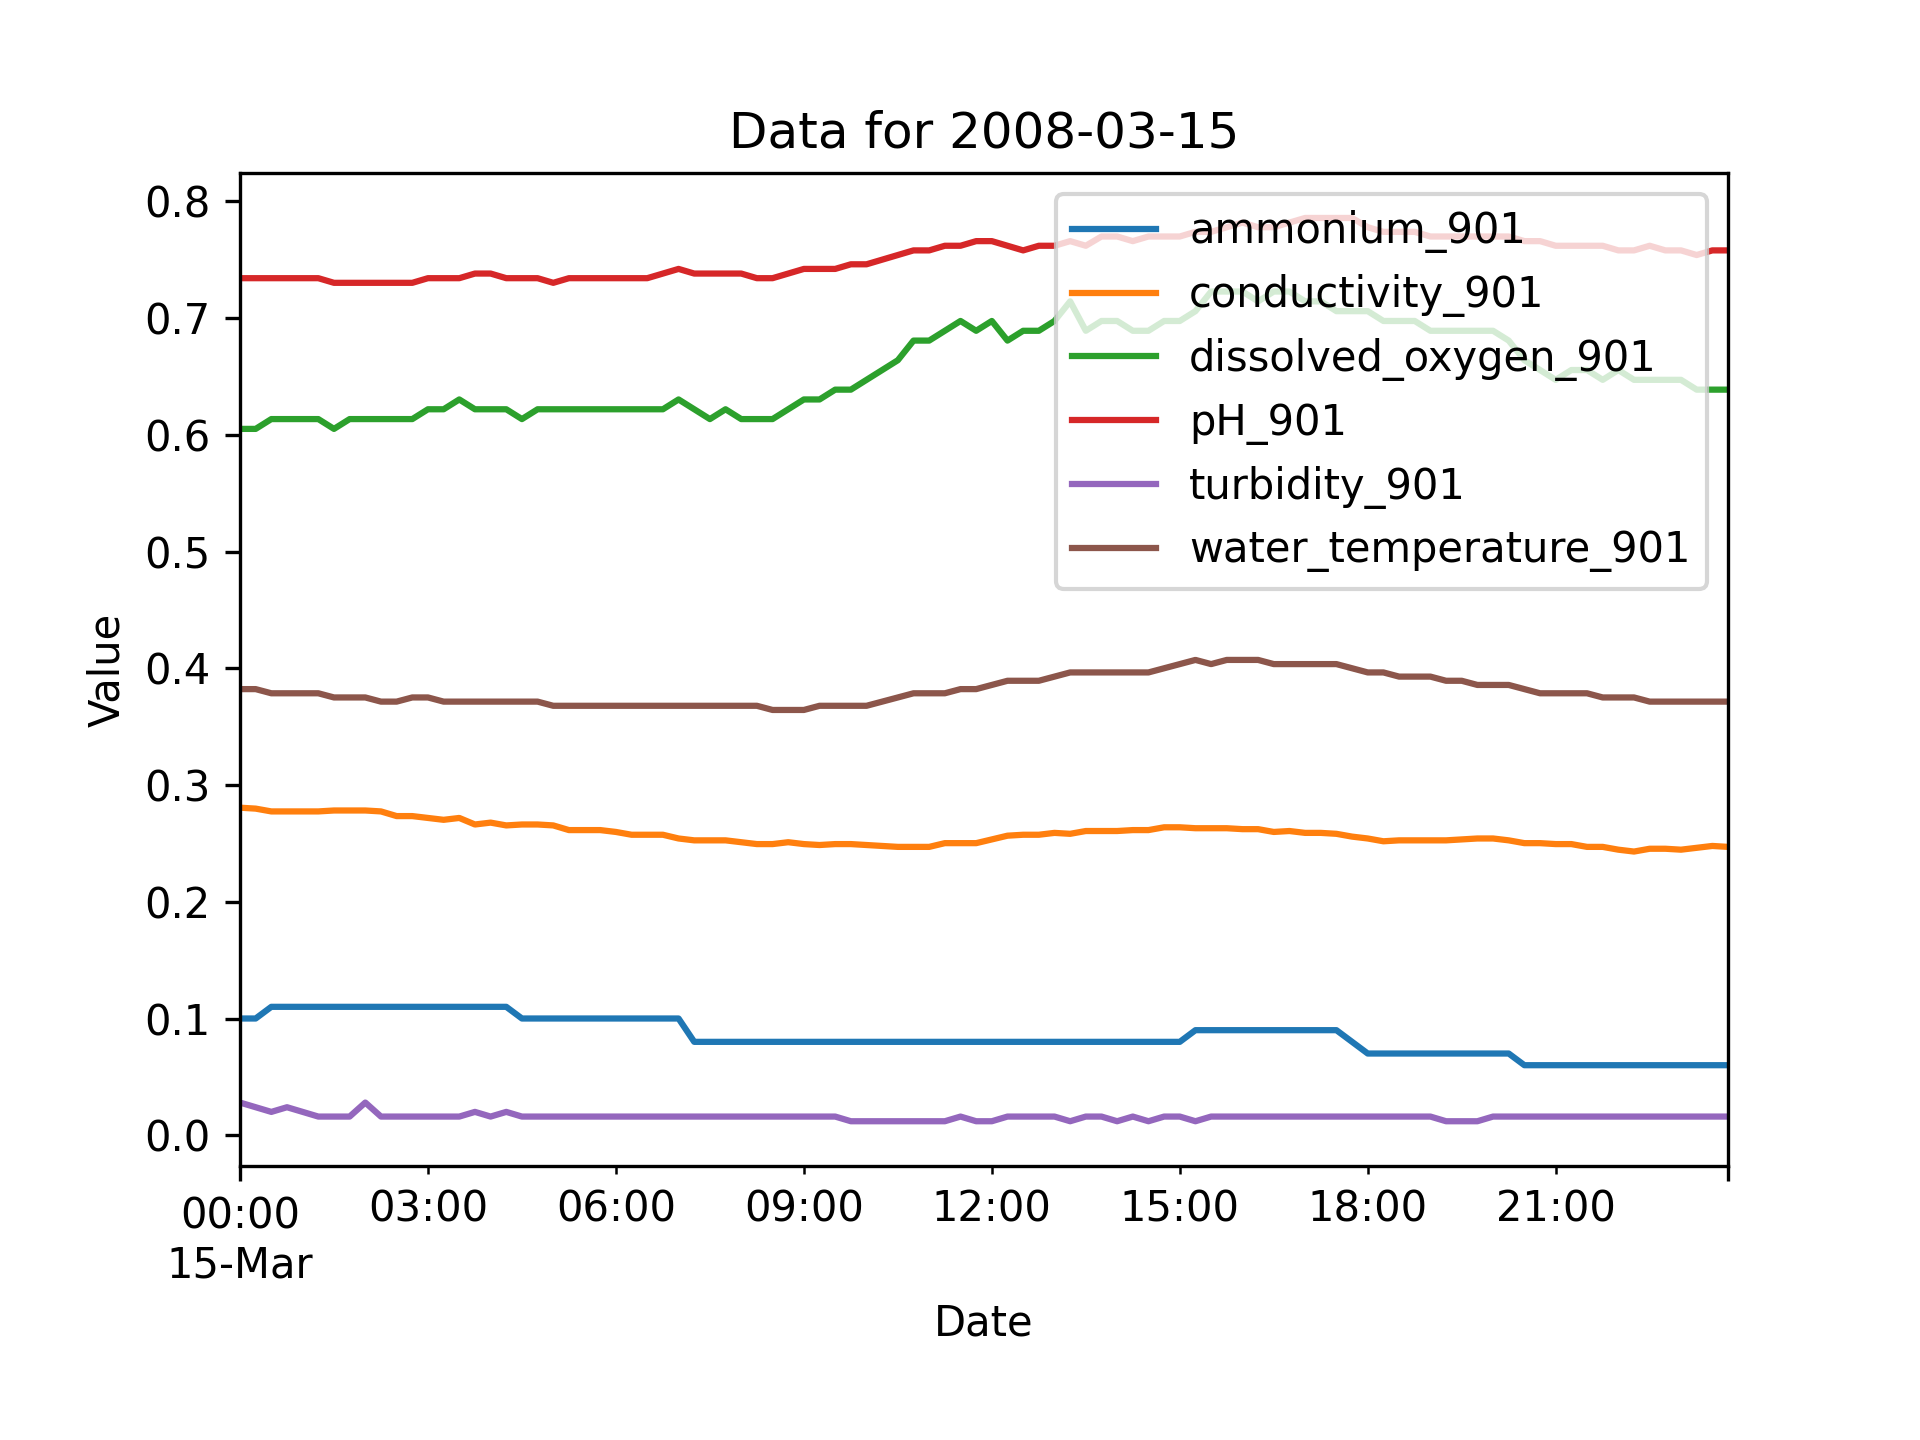 Data for 2008-03-15
0.8
0.7
0.6
0.5
0.4
0.3
0.2
0.1
0.0
Value
ammonium_901
conductivity_901
dissolved_oxygen_901
pH_901
turbidity_901
water_temperature_901
00:00 03:00 06:00 09:00 12:00 15:00 18:00 21:00
15-Mar
Date